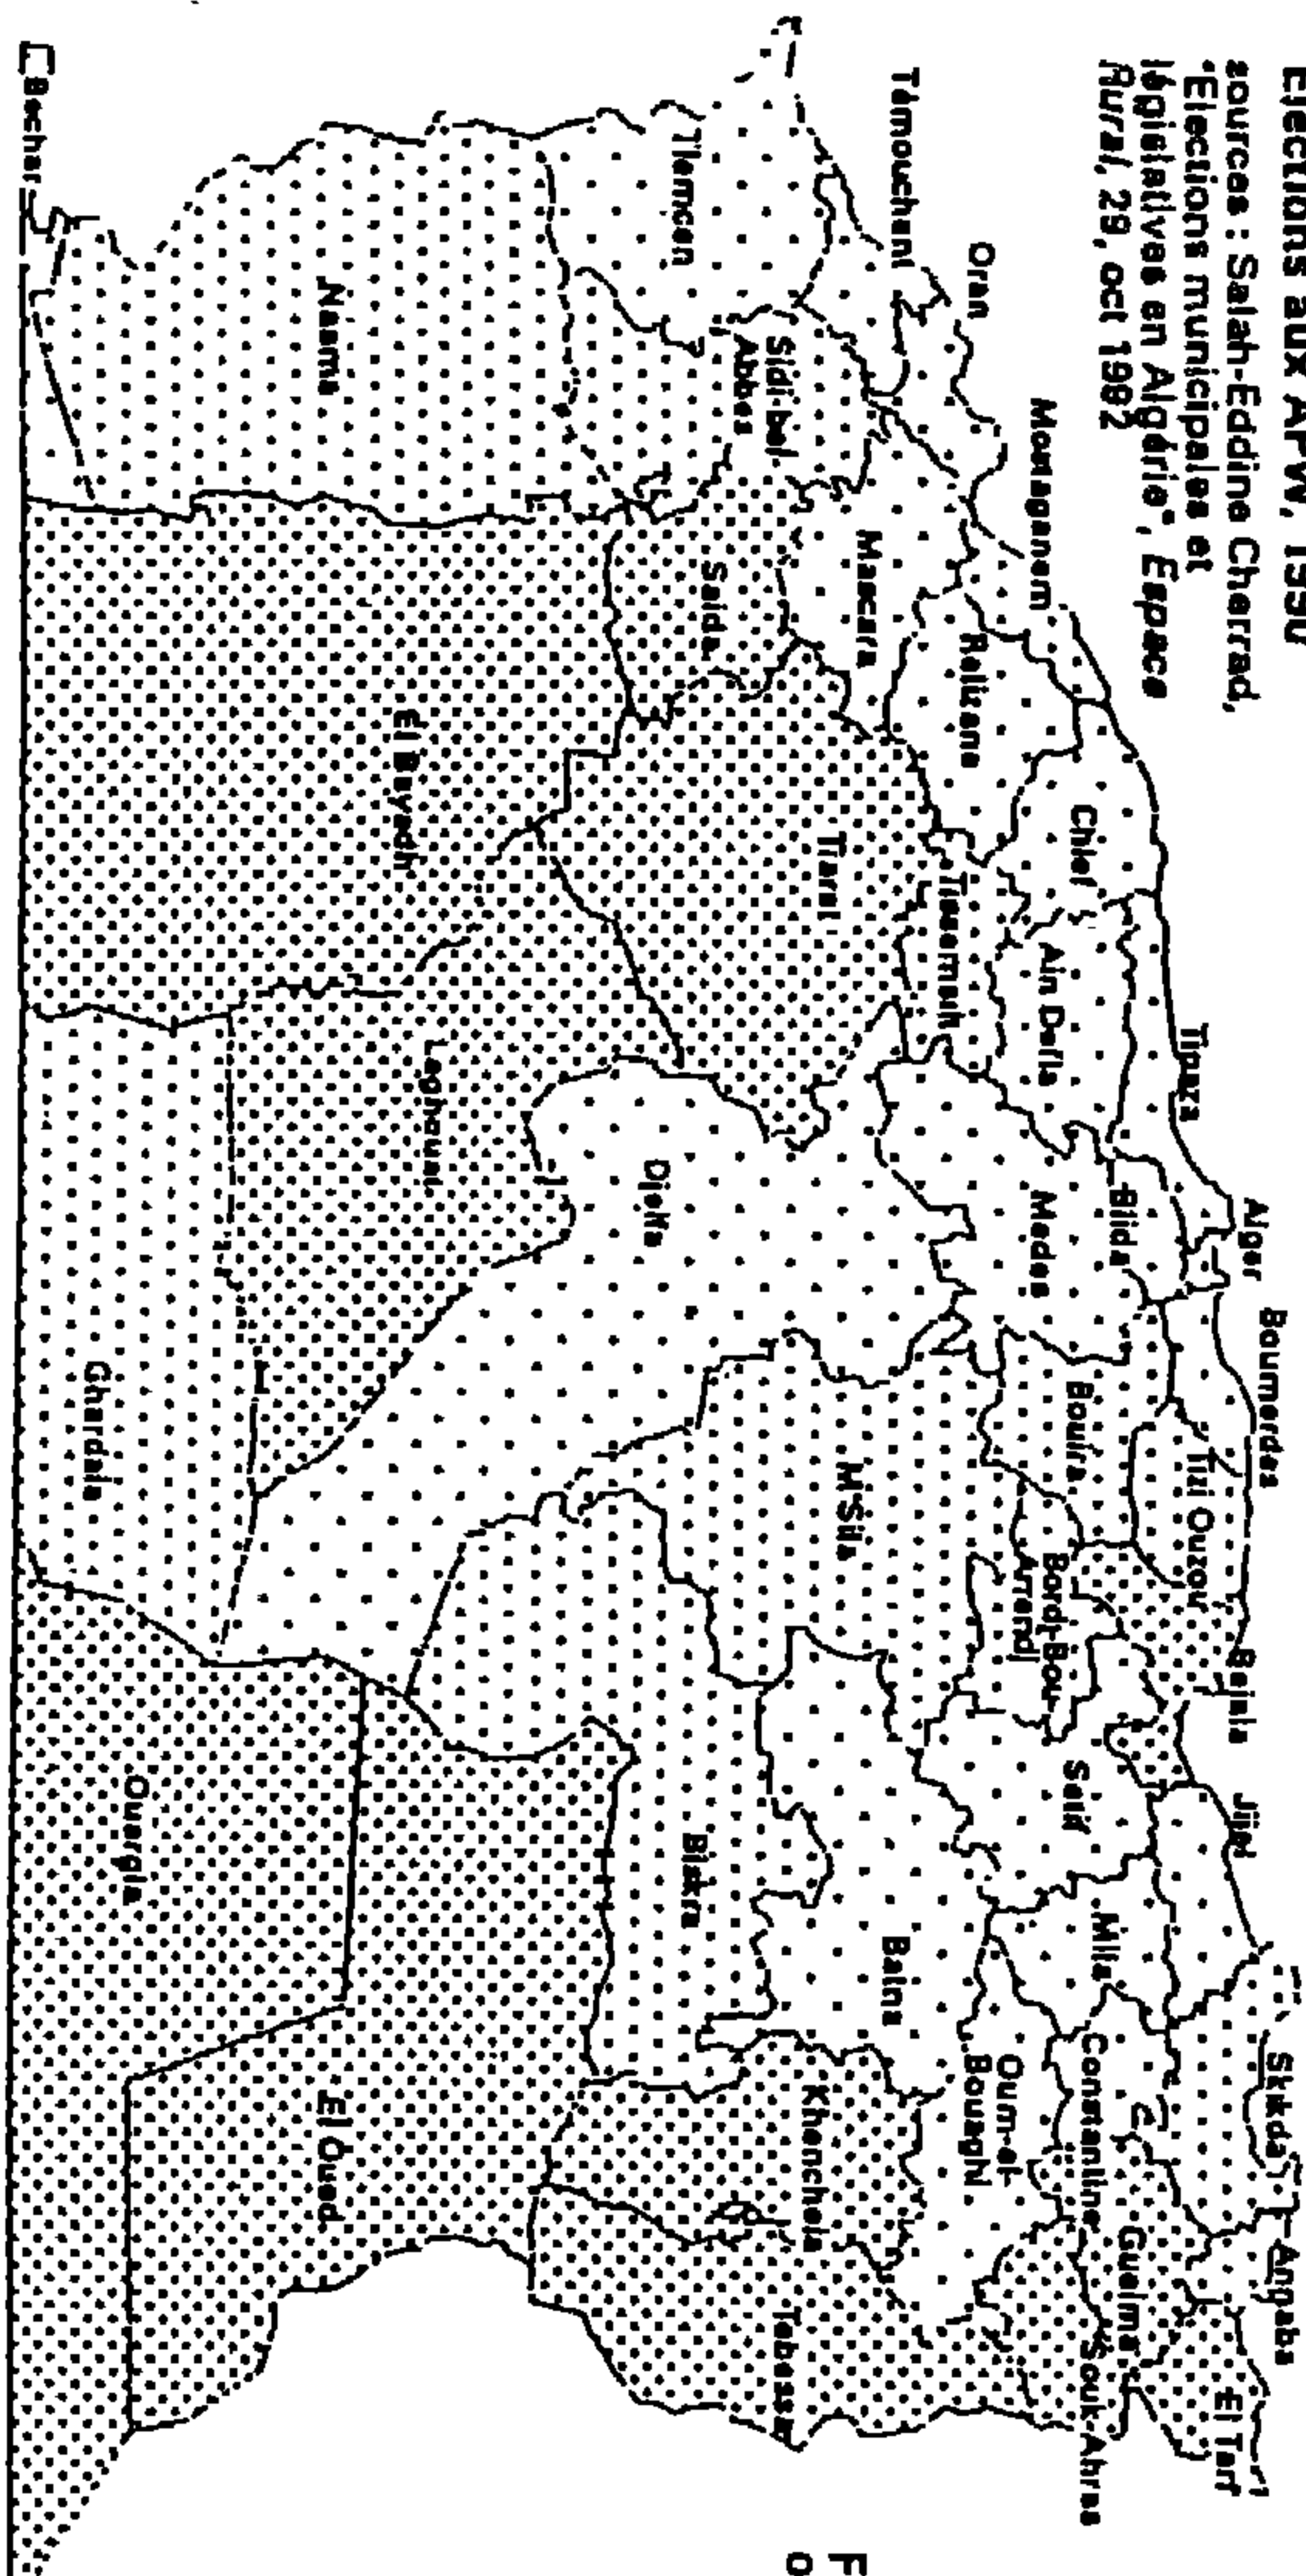 Elections aux APW, 1990
sources : Salah-Eddine Cherrad,
"Elections municipales et
législatives en Algérie", Espace
Rural, 29, oct 1992
Témouchent
Oran
Mostaganem
Tlemcen
Sidi-bel-
Abbes
Mascara
Relizane
Chlef
Ain Defla
Tipaza
Alger
Boumerdes
Tizi Ouzou
Bejaia
Jijel
Skikda
Annaba
El Tarf
Bechar
Naama
Saida
Tiaret
Tissemsilt
Medea
Blida
Bouira
Bordj-Bou-
Arrendj
Setif
Mila
Constantine
Guelma
Souk-Ahras
El Bayadh
Laghouat
Djelfa
M'Sila
Batna
Oum-el-
Bouaghi
Khenchela
Tebessa
Biskra
Ghardaia
Ouargla
El Oued
F
o